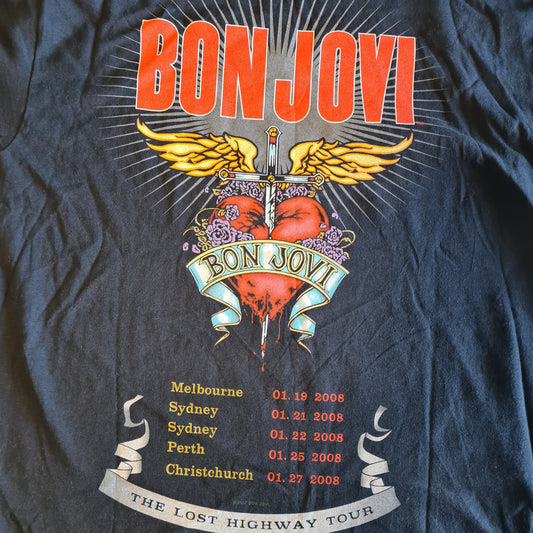 BON JOVI
BON JOVI
Melbourne 01. 19 2008
Sydney 01. 21 2008
Sydney 01. 22 2008
Perth 01. 25 2008
Christchurch 01. 27 2008
THE LOST HIGHWAY TOUR